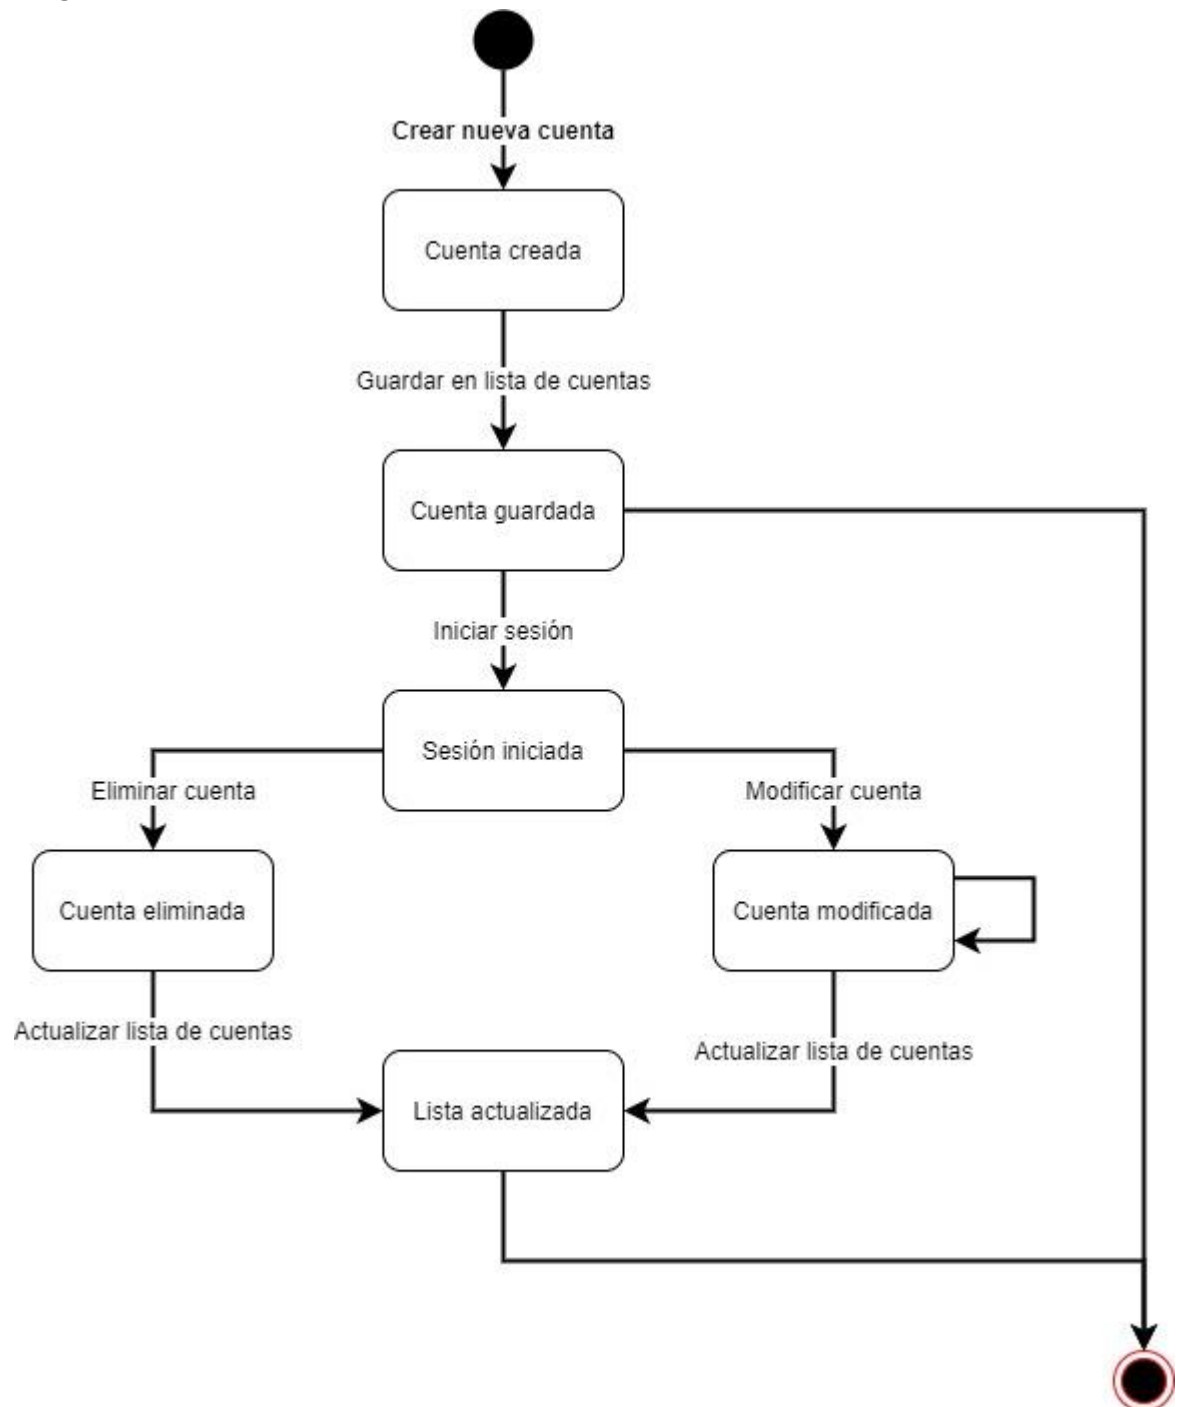 Crear nueva cuenta
Cuenta creada
Guardar en lista de cuentas
Cuenta guardada
Iniciar sesión
Sesión iniciada
Eliminar cuenta
Modificar cuenta
Cuenta eliminada
Cuenta modificada
Actualizar lista de cuentas
Actualizar lista de cuentas
Lista actualizada